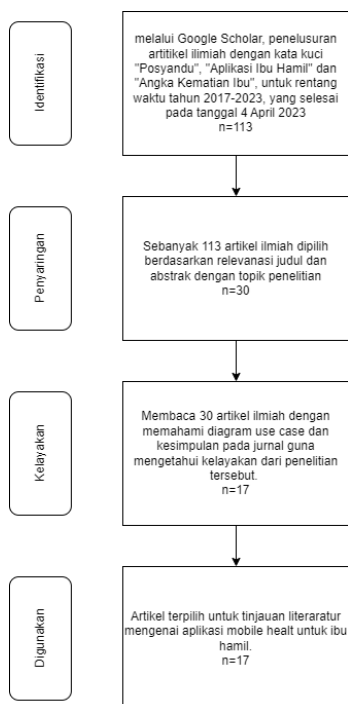 Identifikasi
melalui Google Scholar, penelusuran
artitikel ilmiah dengan kata kuci
"Posyandu", "Aplikasi Ibu Hamil" dan
"Angka Kematian Ibu", untuk rentang
waktu tahun 2017-2023, yang selesai
pada tanggal 4 April 2023
n=113
Penyaringan
Sebanyak 113 artikel ilmiah dipilih
berdasarkan relevanasi judul dan
abstrak dengan topik penelitian
n=30
Kelayakan
Membaca 30 artikel ilmiah dengan
memahami diagram use case dan
kesimpulan pada jurnal guna
mengetahui kelayakan dari penelitian
tersebut.
n=17
Digunakan
Artikel terpilih untuk tinjauan literaratur
mengenai aplikasi mobile healt untuk ibu
hamil.
n=17